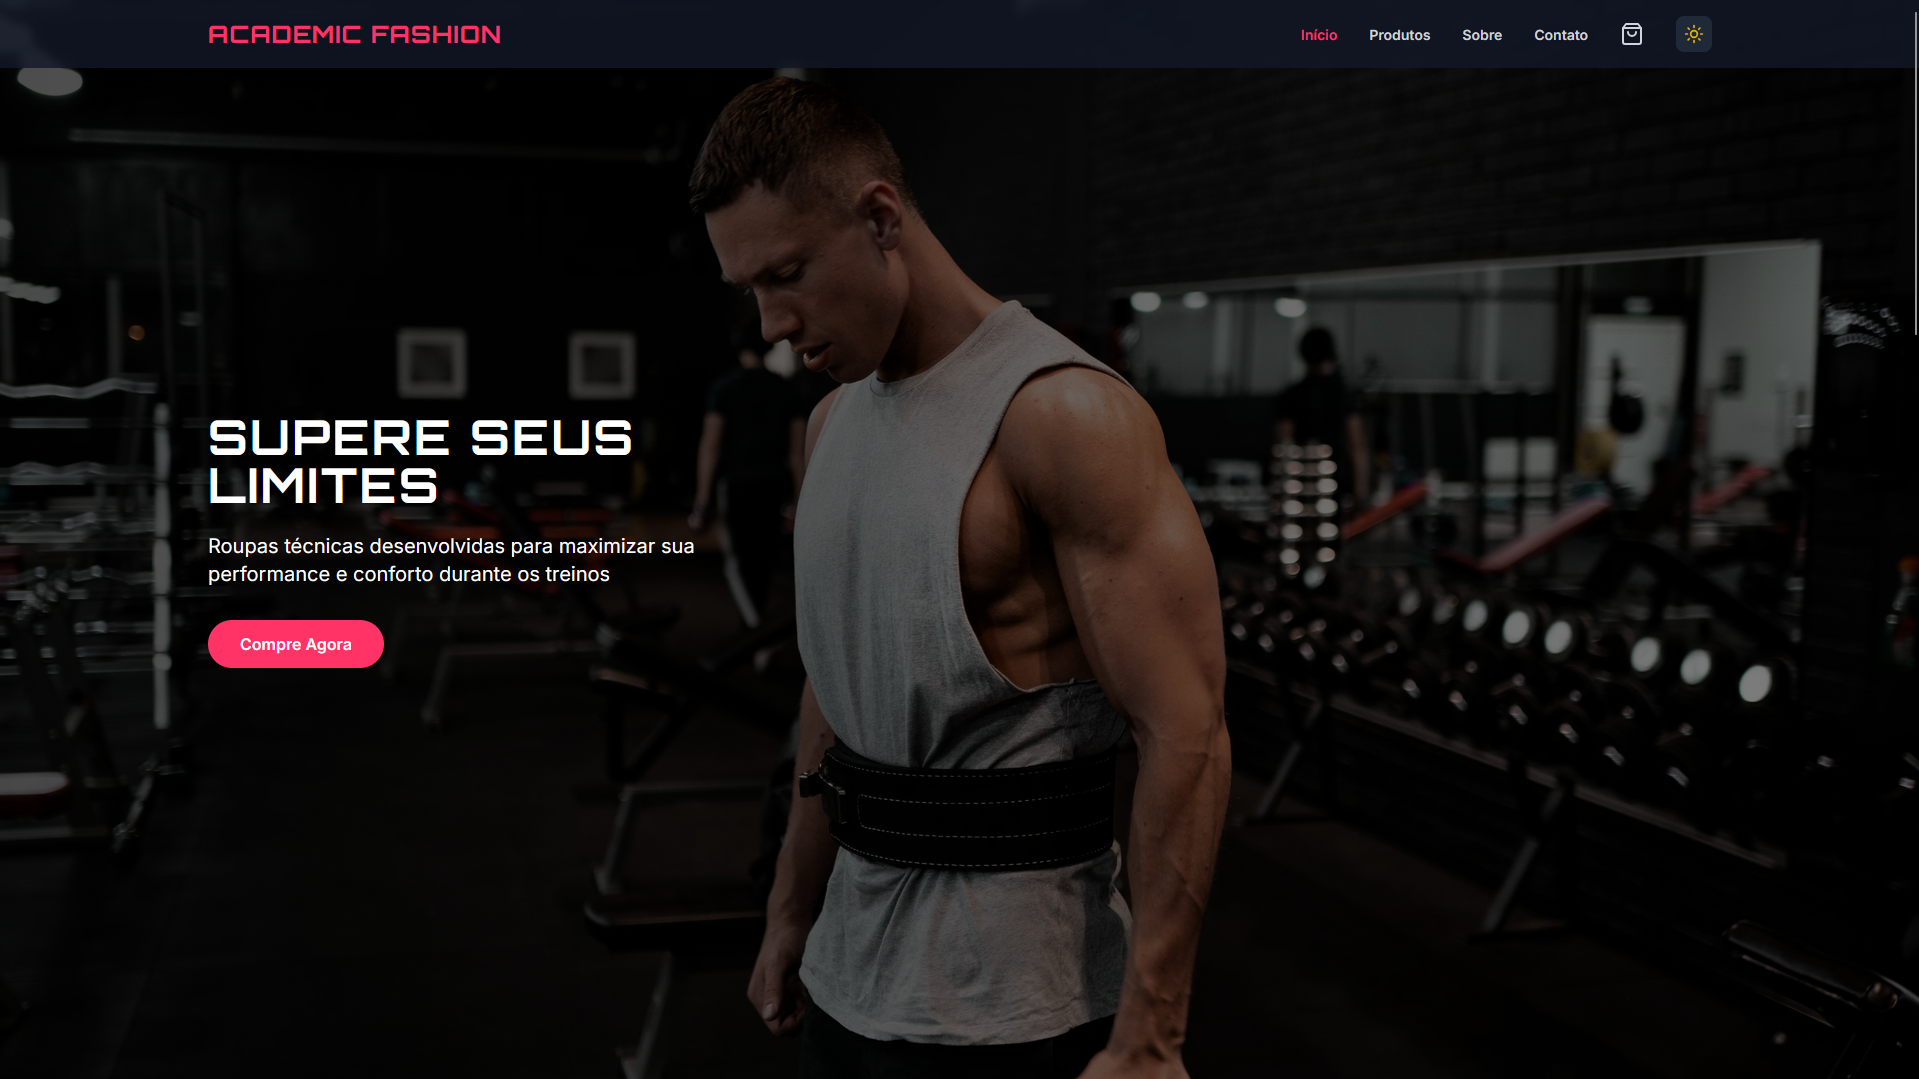 ACADEMIC FASHION
Início
Produtos
Sobre
Contato
SUPERE SEUS
LIMITES
Roupas técnicas desenvolvidas para maximizar sua
performance e conforto durante os treinos
Compre Agora